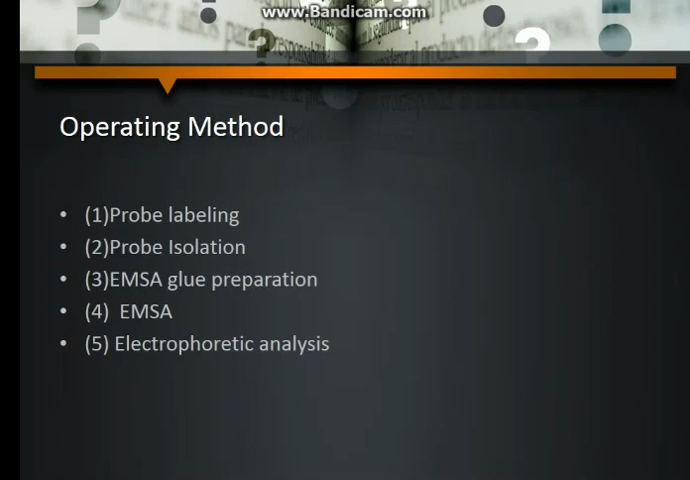 www.Bandicam.com
Operating Method
• (1)Probe labeling
• (2)Probe Isolation
• (3)EMSA glue preparation
• (4)  EMSA
• (5) Electrophoretic analysis